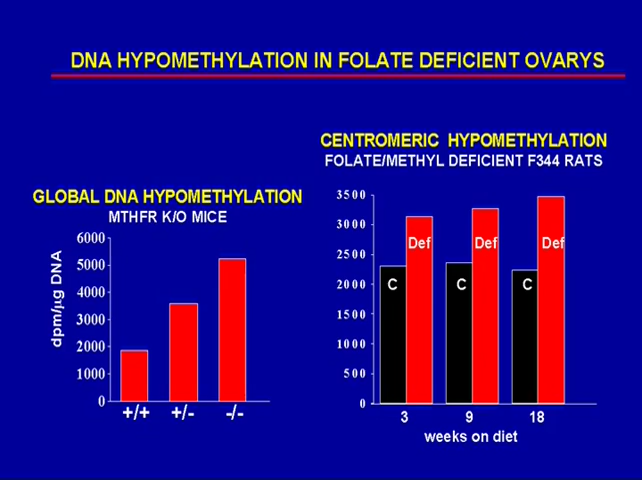 DNA HYPOMETHYLATION IN FOLATE DEFICIENT OVARYS
GLOBAL DNA HYPOMETHYLATION
MTHFR K/O MICE
dpm/µg DNA
6000
5000
4000
3000
2000
1000
0
+/+ +/- -/-
CENTROMERIC HYPOMETHYLATION
FOLATE/METHYL DEFICIENT F344 RATS
3500
3000
2500
2000
1500
1000
500
0
Def Def Def
C C C
3 9 18
weeks on diet